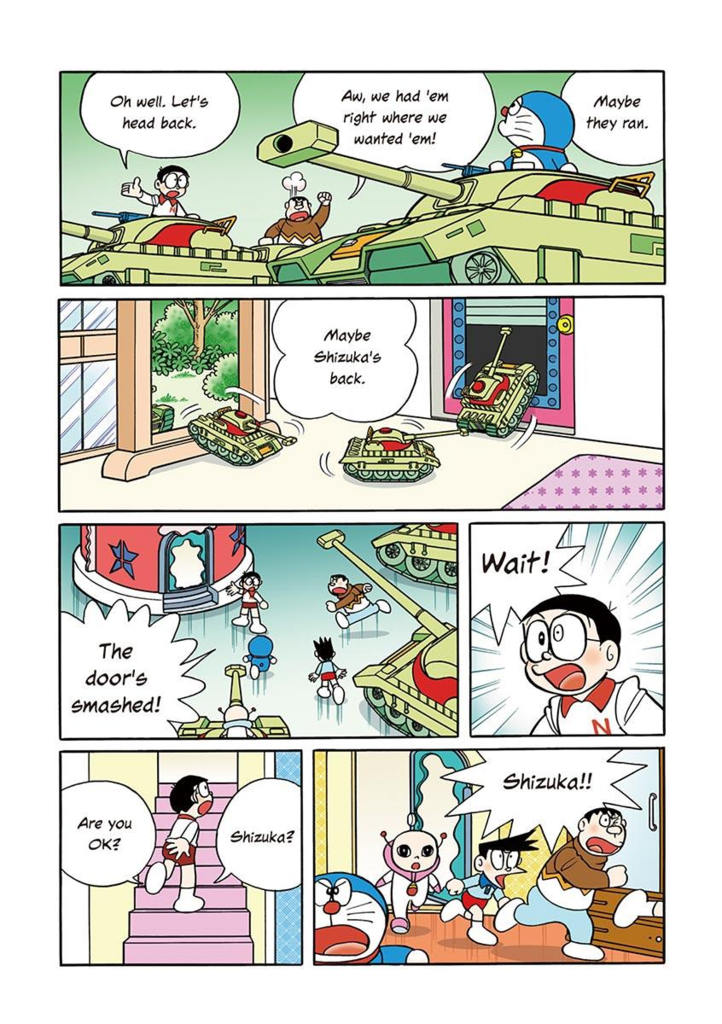 Oh well. Let's
head back.
Aw, we had 'em
right where we
wanted 'em!
Maybe
they ran.
Maybe
Shizuka's
back.
The
door's
smashed!
Wait!
N
Are you
OK?
Shizuka?
Shizuka!!